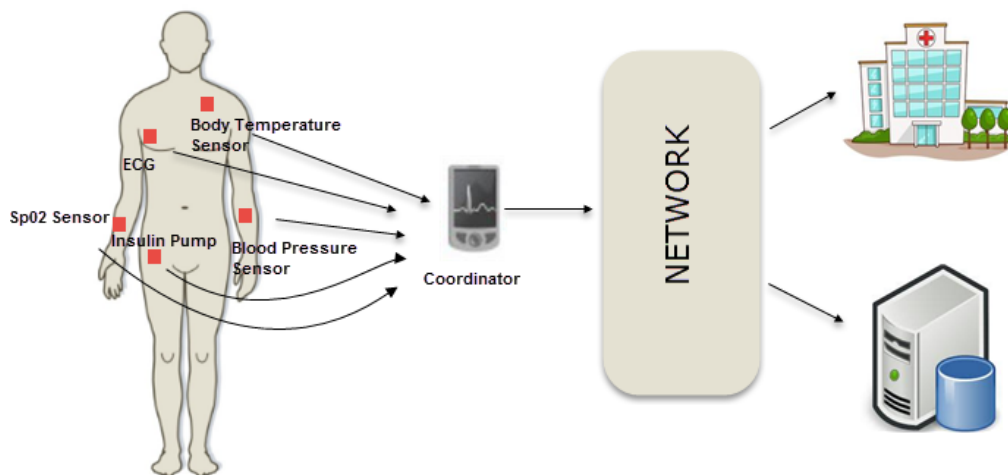 Body Temperature
Sensor
ECG
Sp02 Sensor
Insulin Pump
Blood Pressure
Sensor
Coordinator
NETWORK